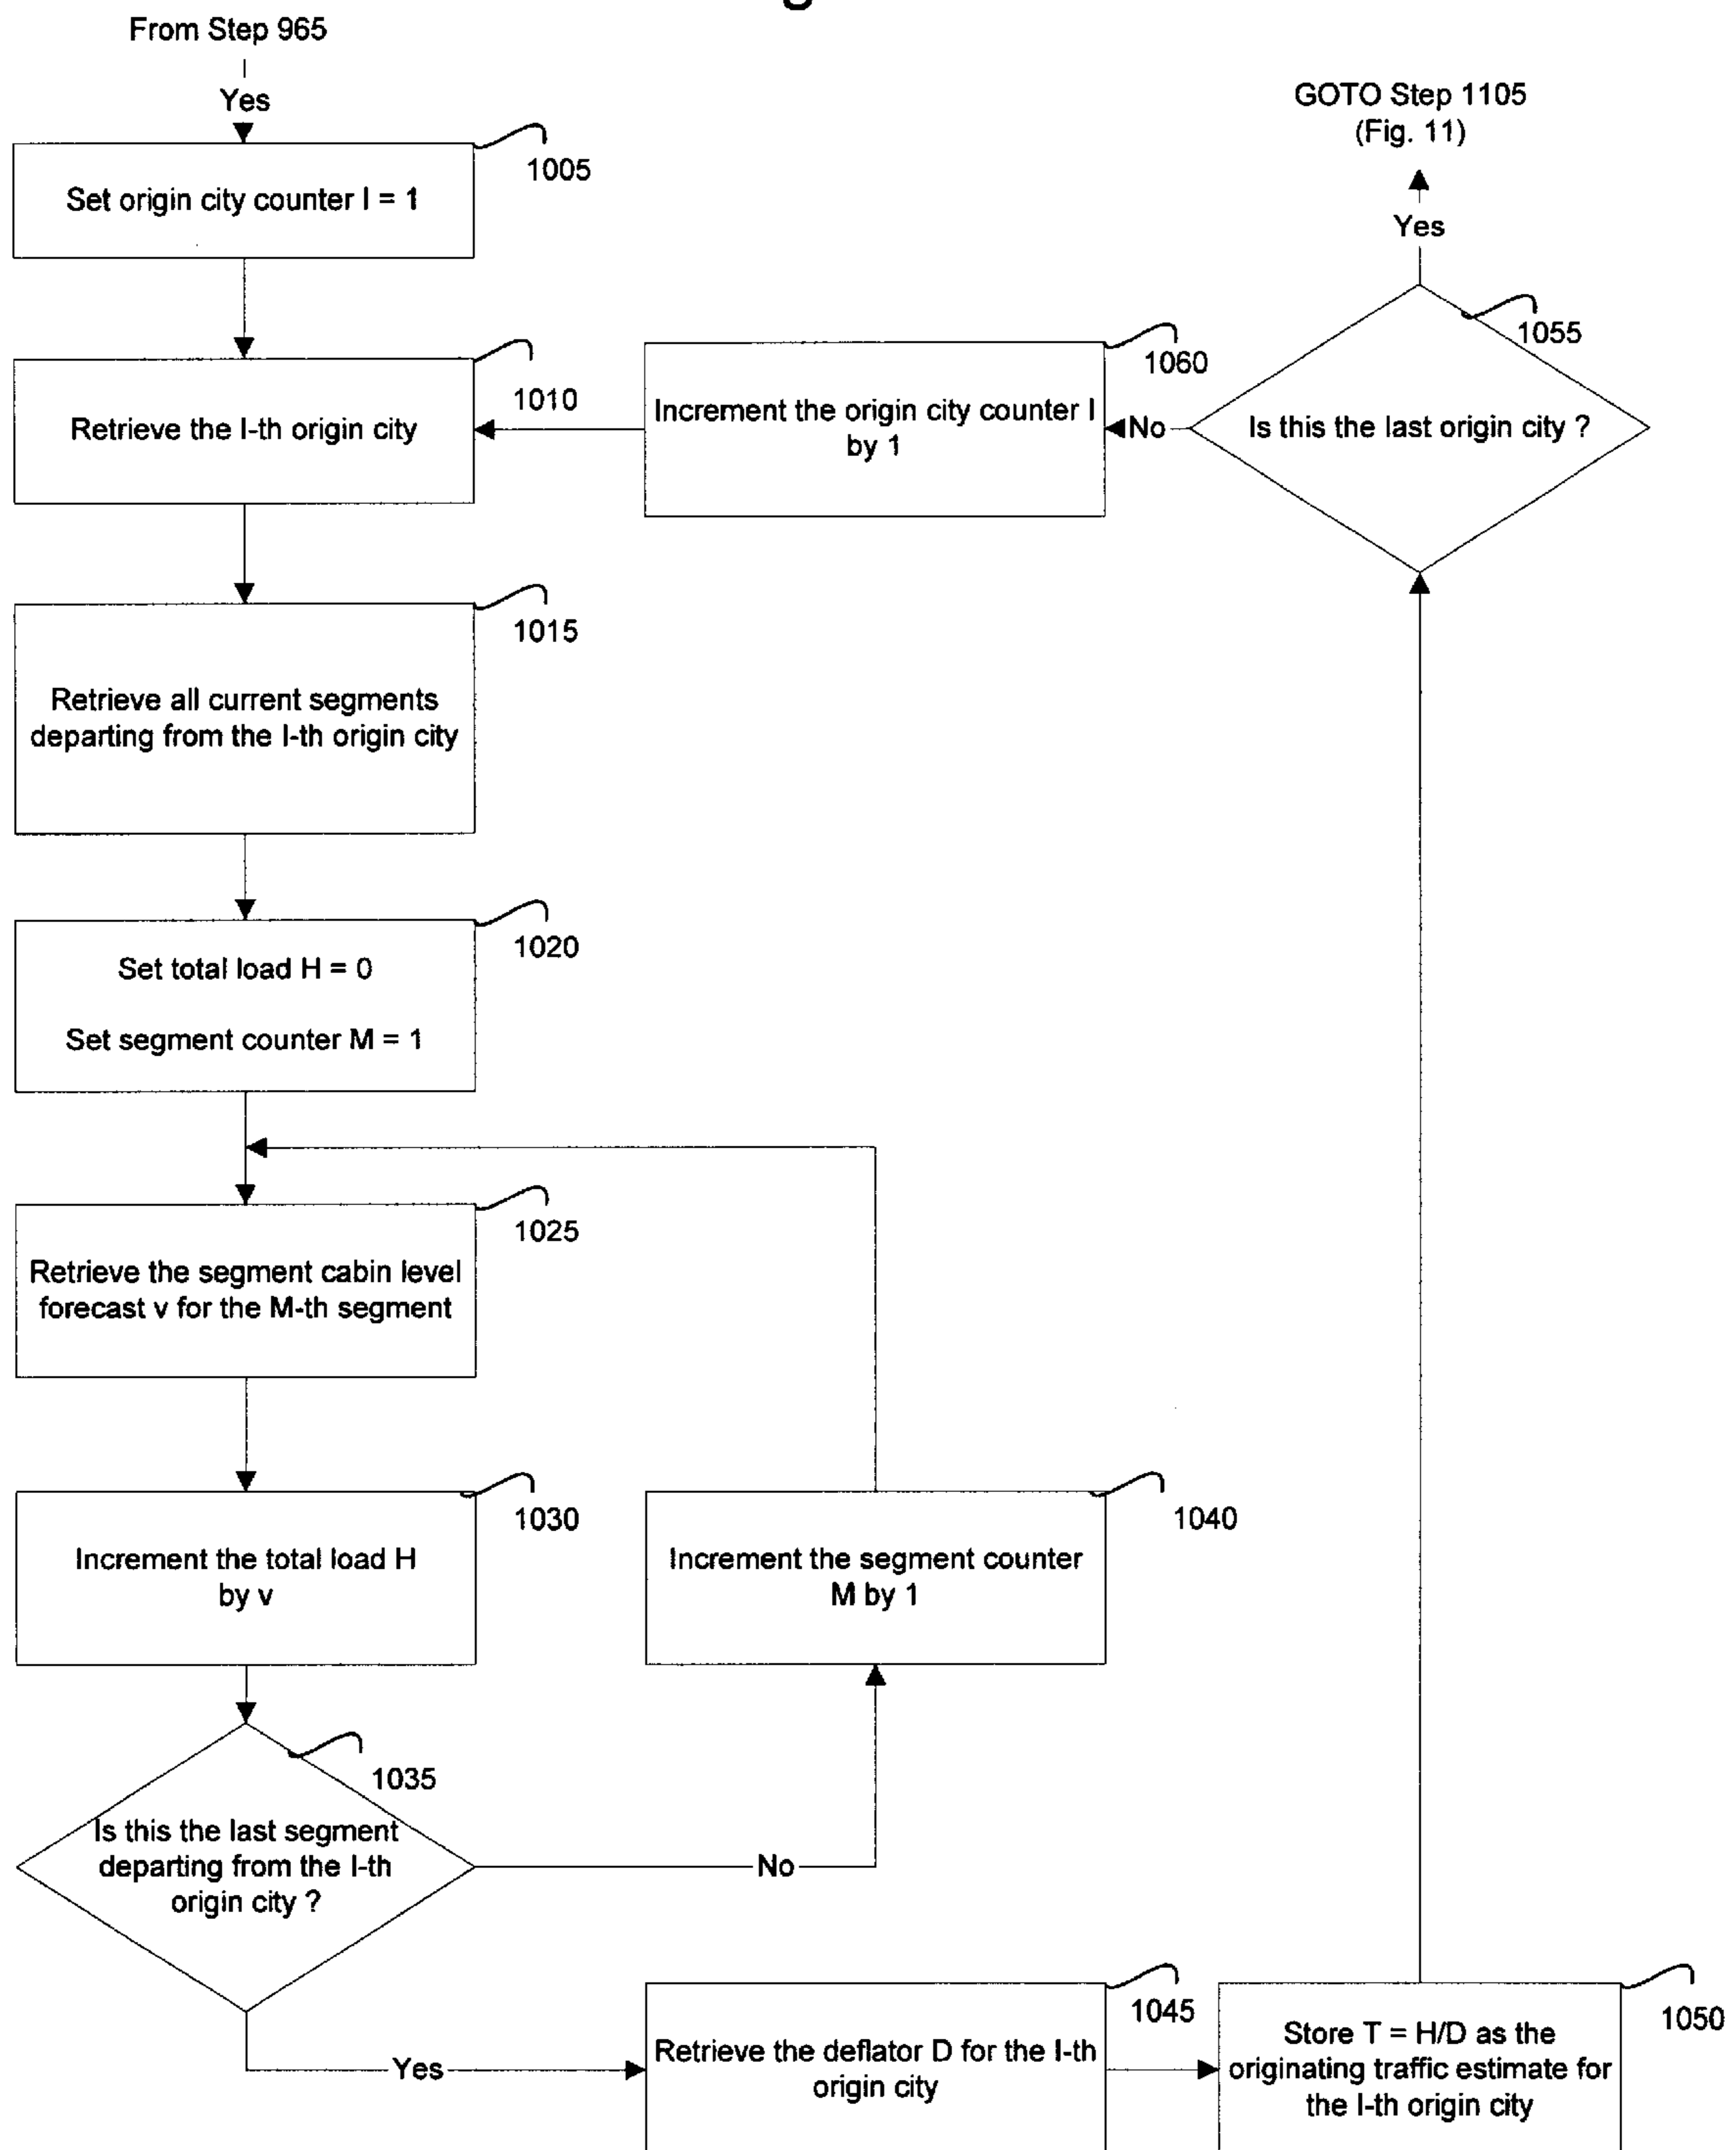 From Step 965
Yes
Set origin city counter I = 1
1005
GOTO Step 1105
(Fig. 11)
Yes
Is this the last origin city ?
1055
No
Increment the origin city counter I
by 1
1060
Retrieve the I-th origin city
1010
Retrieve all current segments
departing from the I-th origin city
1015
Set total load H = 0
Set segment counter M = 1
1020
Retrieve the segment cabin level
forecast v for the M-th segment
1025
Increment the total load H
by v
1030
Increment the segment counter
M by 1
1040
Is this the last segment
departing from the I-th
origin city ?
1035
No
Yes
Retrieve the deflator D for the I-th
origin city
1045
Store T = H/D as the
originating traffic estimate for
the I-th origin city
1050